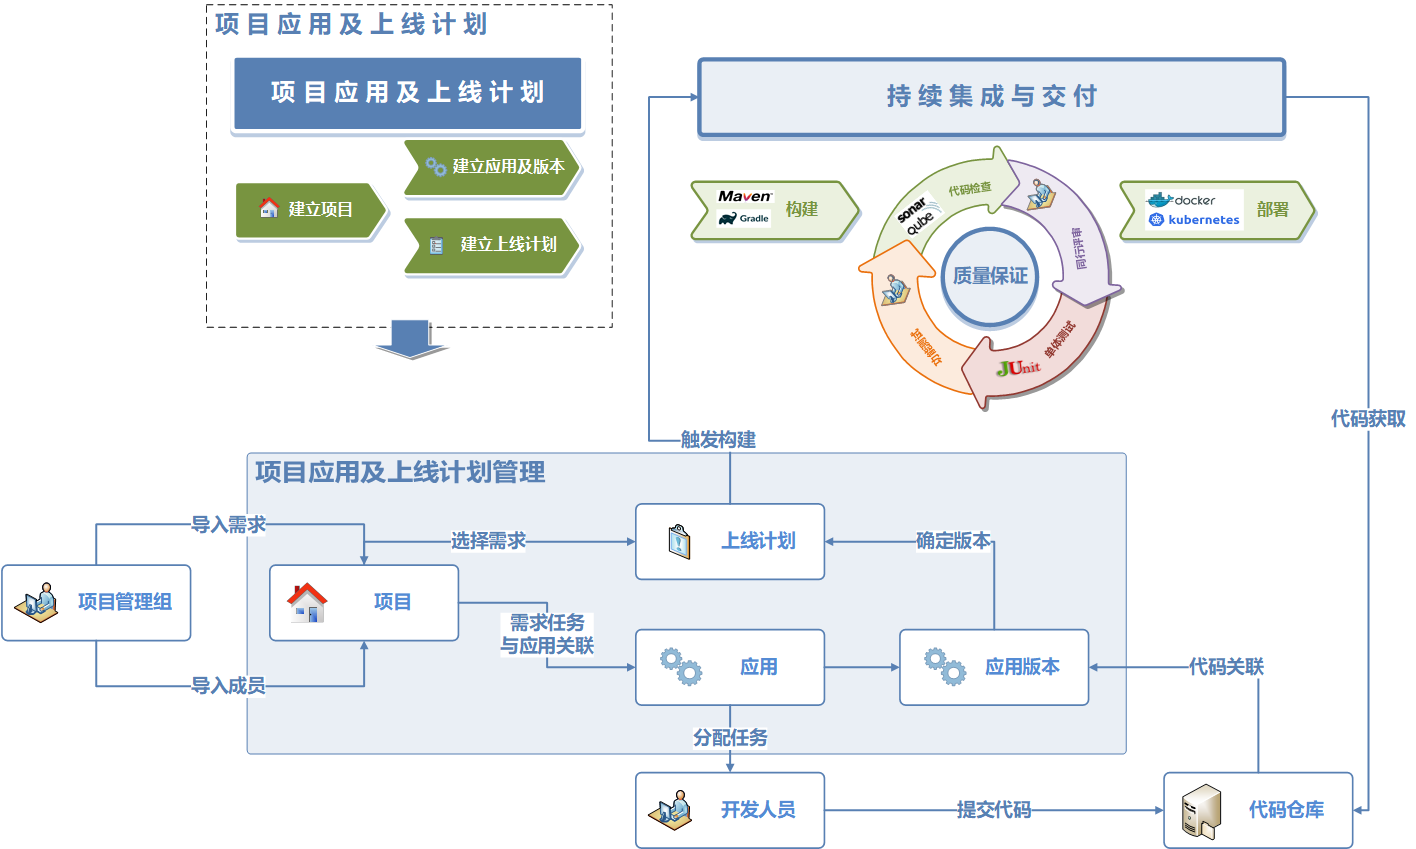 项目应用及上线计划
项目应用及上线计划
建立项目
建立应用及版本
建立上线计划
持续集成与交付
Maven
Gradle
构建
sonar
Qube
代码检查
同行评审
单体测试
JUnit
功能测试
质量保证
docker
kubernetes
部署
代码获取
触发构建
项目应用及上线计划管理
导入需求
选择需求
上线计划
确定版本
项目管理组
项目
需求任务
与应用关联
应用
应用版本
代码关联
导入成员
分配任务
开发人员
提交代码
代码仓库